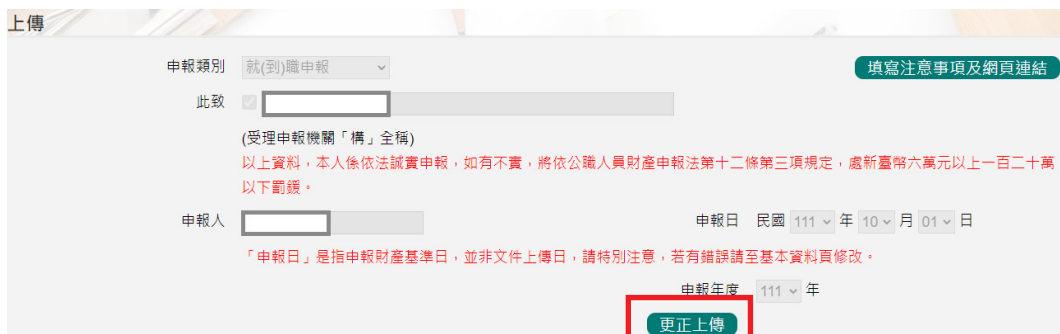 上傳
申報類別 就(到)職申報 填寫注意事項及網頁連結
此致
(受理申報機關「構」全稱)
以上資料，本人係依法誠實申報，如有不實，將依公職人員財產申報法第十二條第三項規定，處新臺幣六萬元以上一百二十萬
以下罰鍰。
申報人 申報日 民國 111 年 10 月 01 日
「申報日」是指申報財產基準日，並非文件上傳日，請特別注意，若有錯誤請至基本資料頁修改。
申報年度 111 年
更正上傳